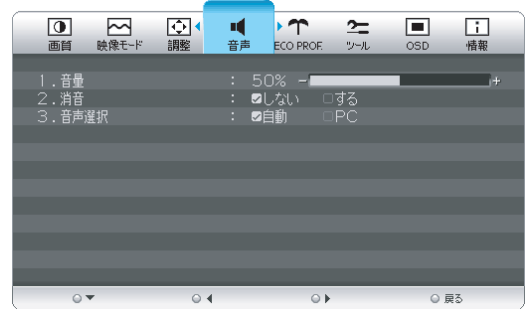 画質 映像モード 調整 音声 ECO PROF. ツール OSD 情報
1.音量 : 50% - +
2.消音 : ☑しない □する
3.音声選択 : ☑自動 □PC
▼ ◀ ▶ 戻る